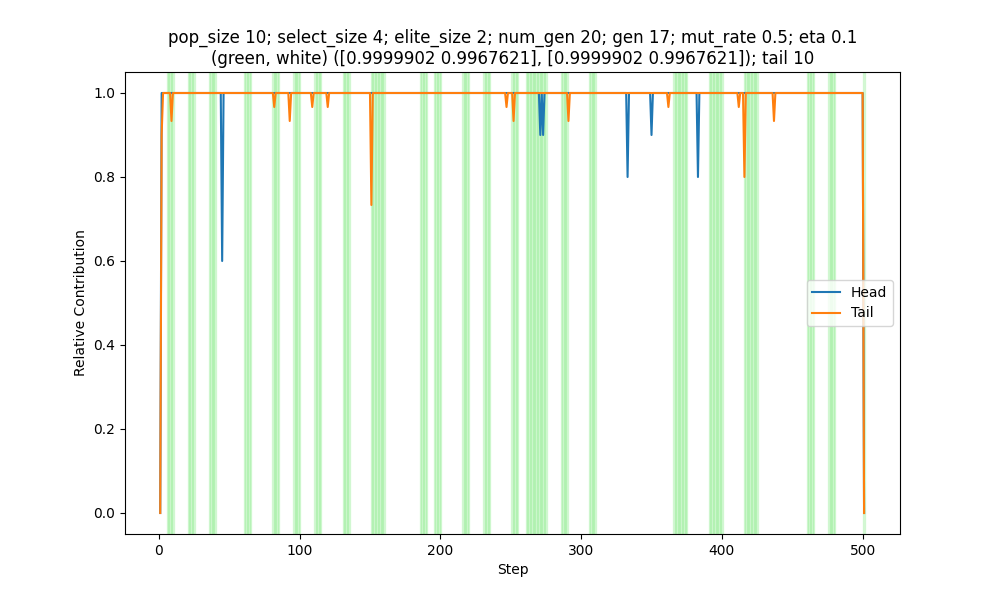 pop_size 10; select_size 4; elite_size 2; num_gen 20; gen 17; mut_rate 0.5; eta 0.1
(green, white) ([0.9999902 0.9967621], [0.9999902 0.9967621]); tail 10
1.0
0.8
0.6
0.4
0.2
0.0
Relative Contribution
Head
Tail
0
100
200
300
400
500
Step